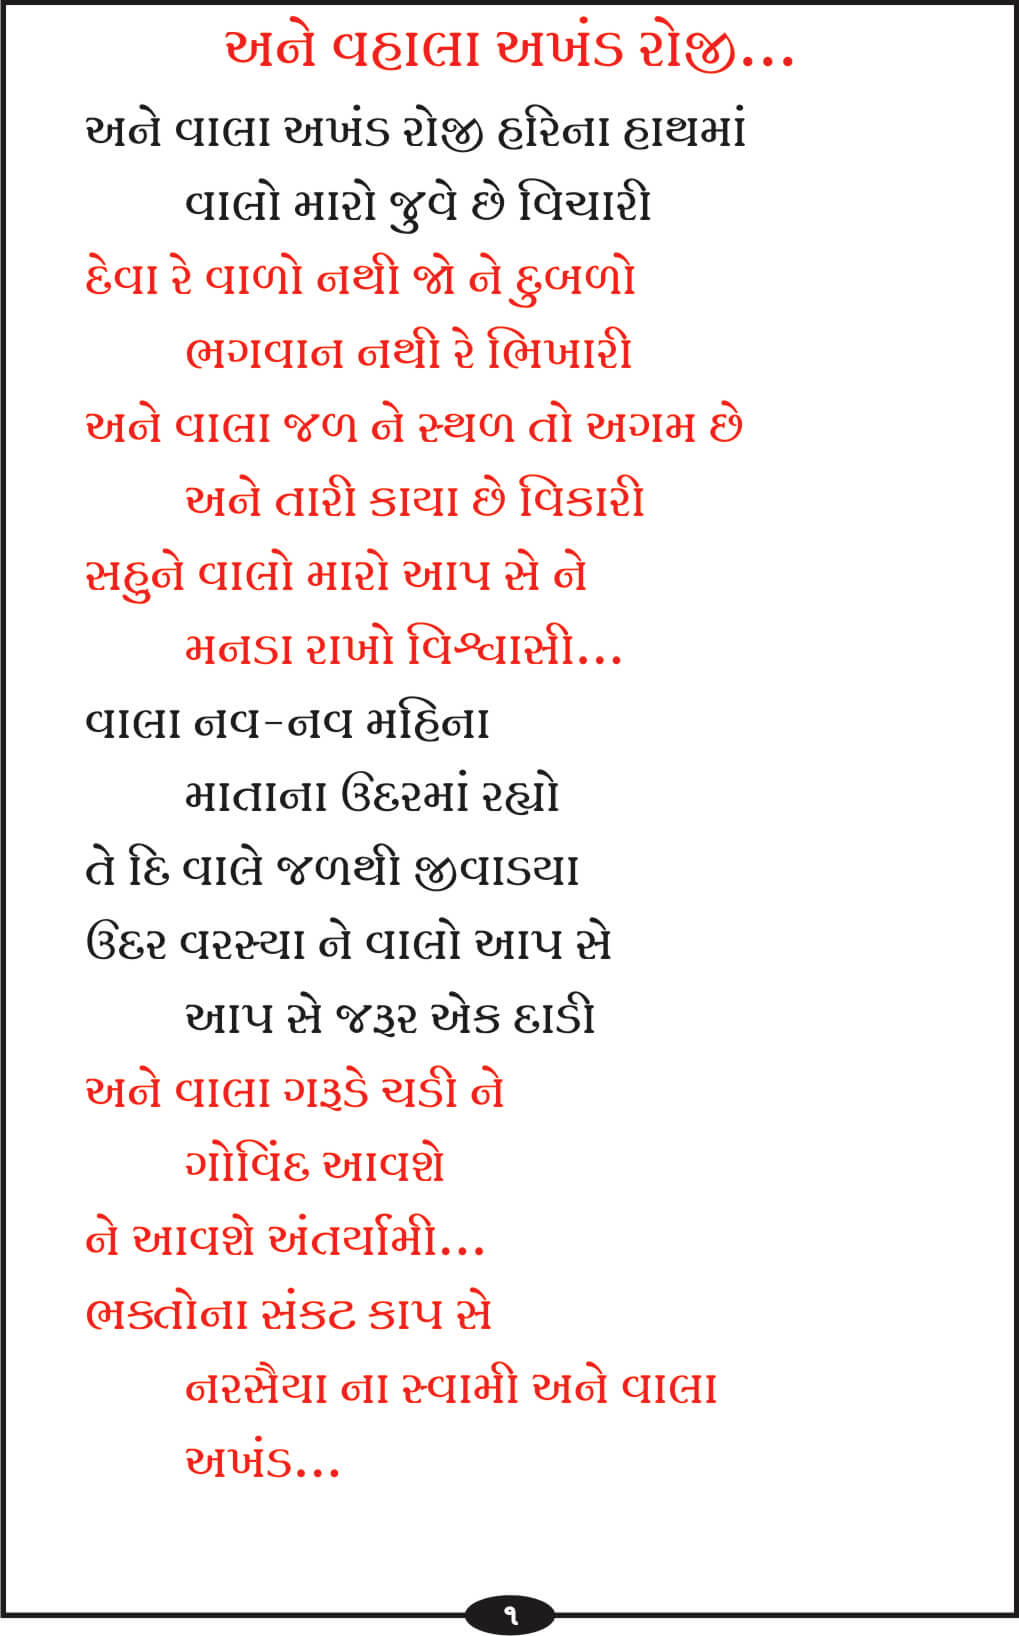 અને વહાલા અખંડ રોજી...
અને વાલા અખંડ રોજી હરિના હાથમાં
વાલો મારો જુવે છે વિચારી
દેવા રે વાળો નથી જો ને દુબળો
ભગવાન નથી રે ભિખારી
અને વાલા જળ ને સ્થળ તો અગમ છે
અને તારી કાયા છે વિકારી
સહુને વાલો મારો આપ સે ને
મનડા રાખો વિશ્વાસી...
વાલા નવ-નવ મહિના
માતાના ઉદરમાં રહ્યો
તે દિ વાલે જળથી જીવાડયા
ઉદર વરસ્યા ને વાલો આપ સે
આપ સે જરૂર એક દાડી
અને વાલા ગરૂડે ચડી ને
ગોવિંદ આવશે
ને આવશે અંતર્યામી...
ભક્તોના સંકટ કાપ સે
નરસૈયા ના સ્વામી અને વાલા
અખંડ...
૧